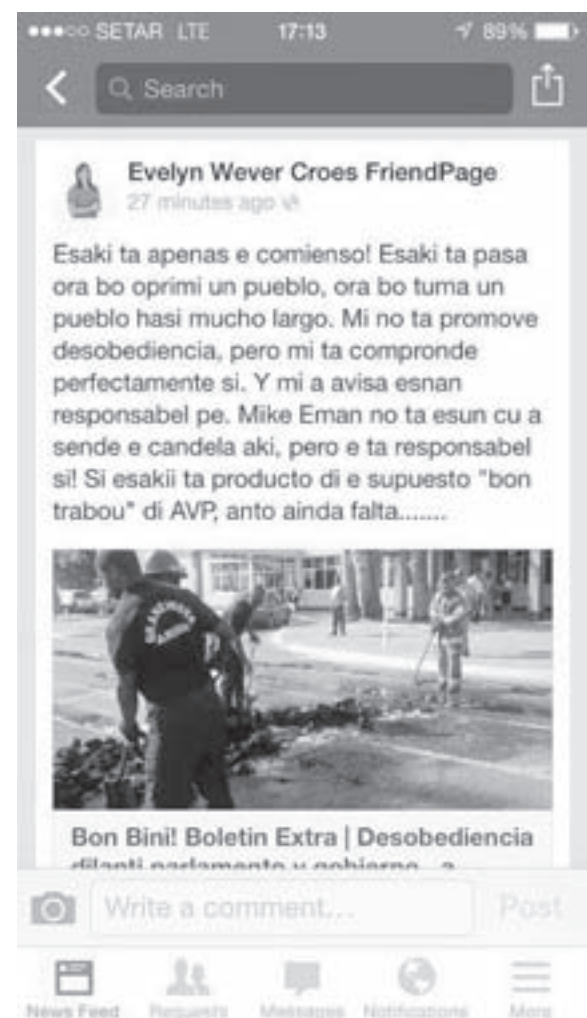 SETAR LTE 17:13 89%
Search
Evelyn Wever Croes FriendPage
27 minutes ago
Esaki ta apenas e comienso! Esaki ta pasa
ora bo oprimi un pueblo, ora bo tuma un
pueblo hasi mucho largo. Mi no ta promove
desobediencia, pero mi ta compronde
perfectamente si. Y mi a avisa esnan
responsabel pe. Mike Eman no ta esun cu a
sende e candela aki, pero e ta responsabel
si! Si esakii ta producto di e supuesto "bon
trabou" di AVP, anto ainda falta.......
Bon Bini! Boletin Extra | Desobediencia
dilanti parlamento y gobierno...a
Write a comment... Post
News Feed Requests Messages Notifications More